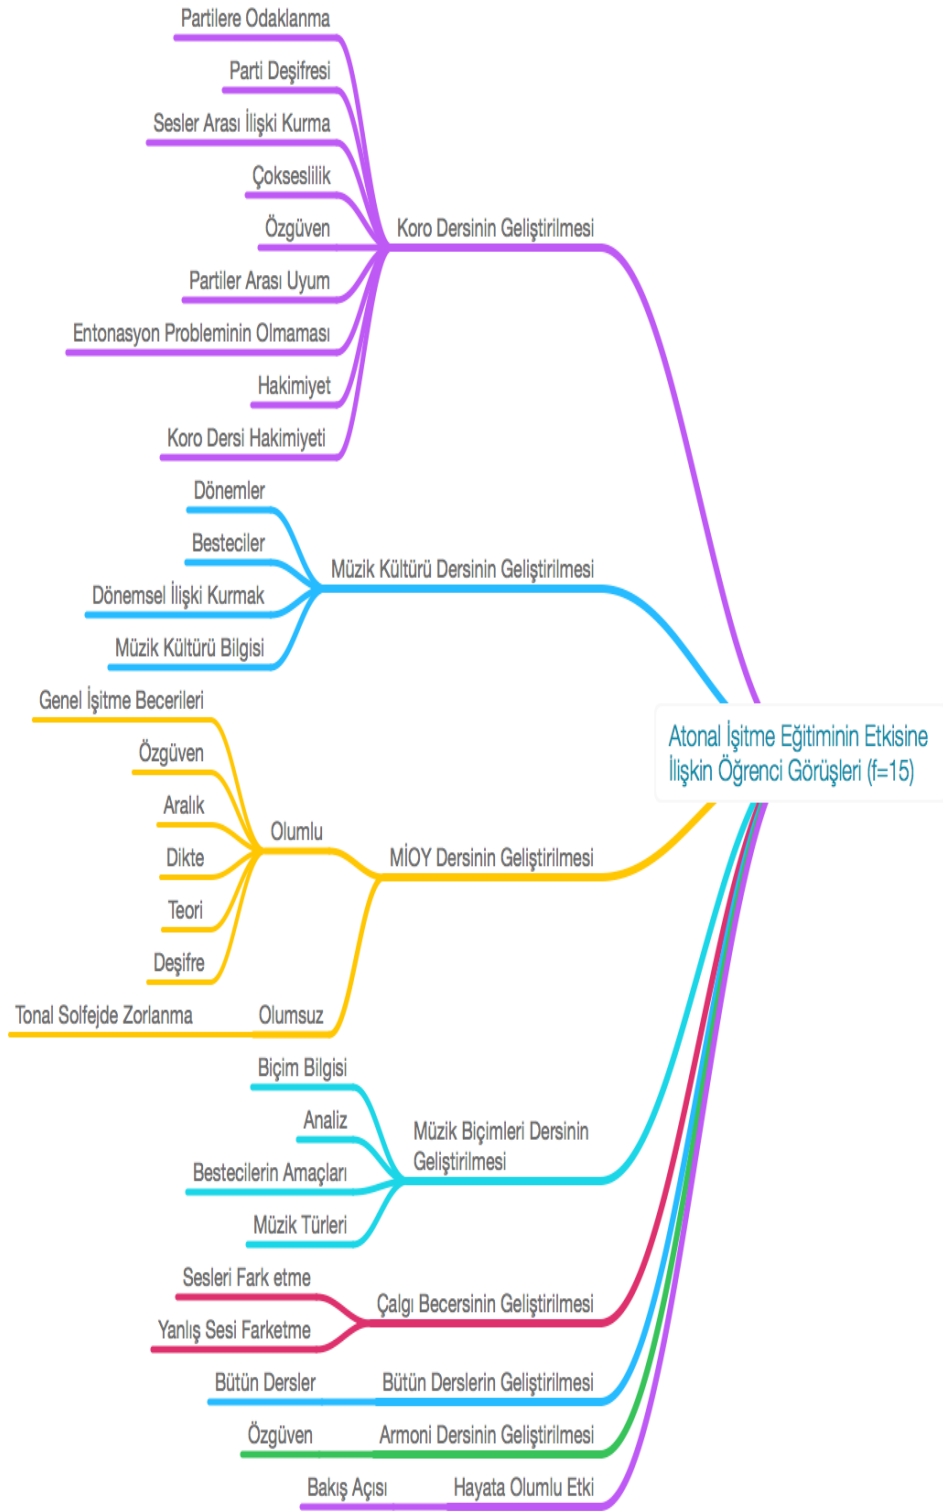 Partilere Odaklanma
Parti Deşifresi
Sesler Arası İlişki Kurma
Çokseslilik
Özgüven
Partiler Arası Uyum
Entonasyon Probleminin Olmaması
Hakimiyet
Koro Dersi Hakimiyeti
Koro Dersinin Geliştirilmesi
Dönemler
Besteciler
Dönemsel İlişki Kurmak
Müzik Kültürü Bilgisi
Müzik Kültürü Dersinin Geliştirilmesi
Atonal İşitme Eğitiminin Etkisine
İlişkin Öğrenci Görüşleri (f=15)
Genel İşitme Becerileri
Özgüven
Aralık
Dikte
Teori
Deşifre
Olumlu
MİOY Dersinin Geliştirilmesi
Tonal Solfejde Zorlanma
Olumsuz
Biçim Bilgisi
Analiz
Bestecilerin Amaçları
Müzik Türleri
Müzik Biçimleri Dersinin
Geliştirilmesi
Sesleri Fark etme
Yanlış Sesi Farketme
Çalgı Becersinin Geliştirilmesi
Bütün Dersler
Bütün Derslerin Geliştirilmesi
Özgüven
Armoni Dersinin Geliştirilmesi
Bakış Açısı
Hayata Olumlu Etki